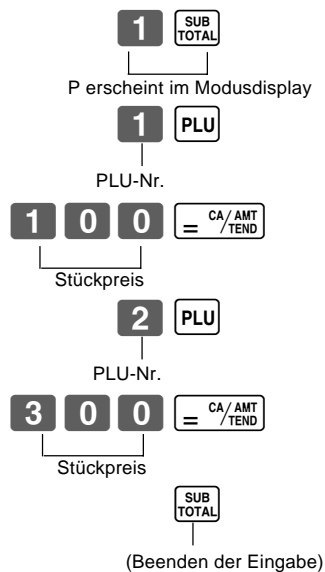 1 SUB TOTAL
P erscheint im Modusdisplay
1 PLU
PLU-Nr.
1 0 0 = CA/AMT TEND
Stückpreis
2 PLU
PLU-Nr.
3 0 0 = CA/AMT TEND
Stückpreis
SUB TOTAL
(Beenden der Eingabe)